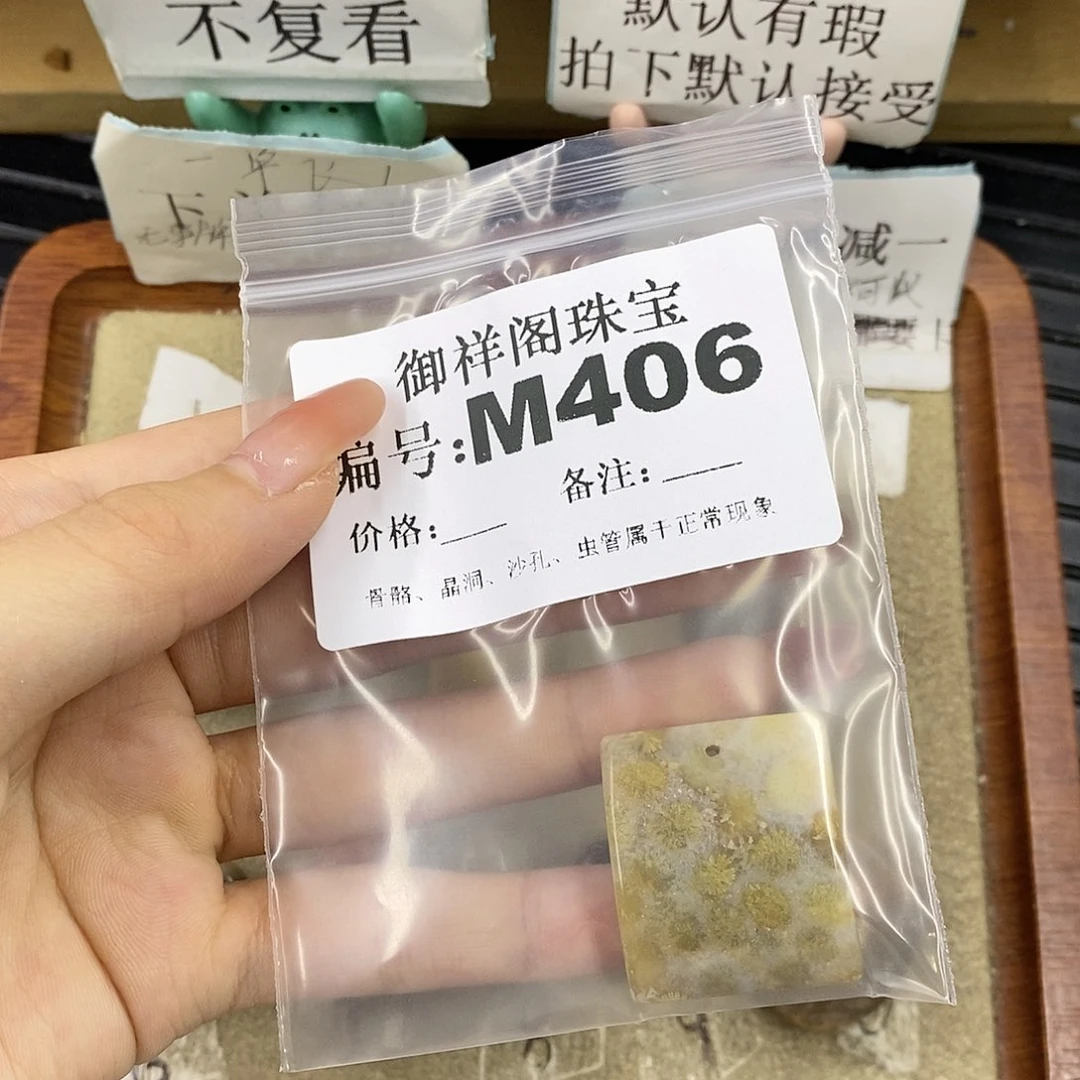 不复看
默认有瑕
拍下默认接受
减一
御祥阁珠宝
编号:M406
备注:
价格:
骨骼、晶洞、沙孔、虫管属于正常现象